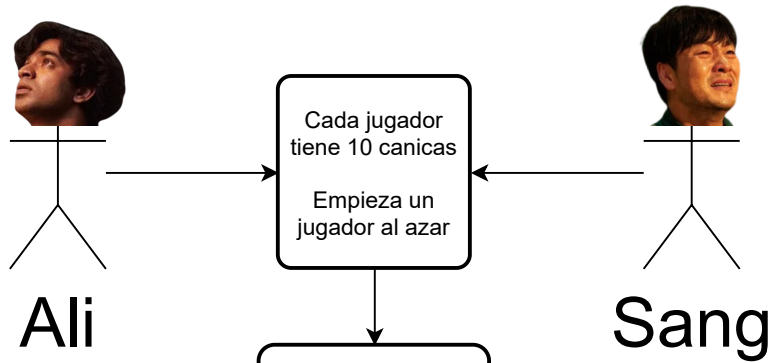 Cada jugador
tiene 10 canicas
Empieza un
jugador al azar
Ali
Sang